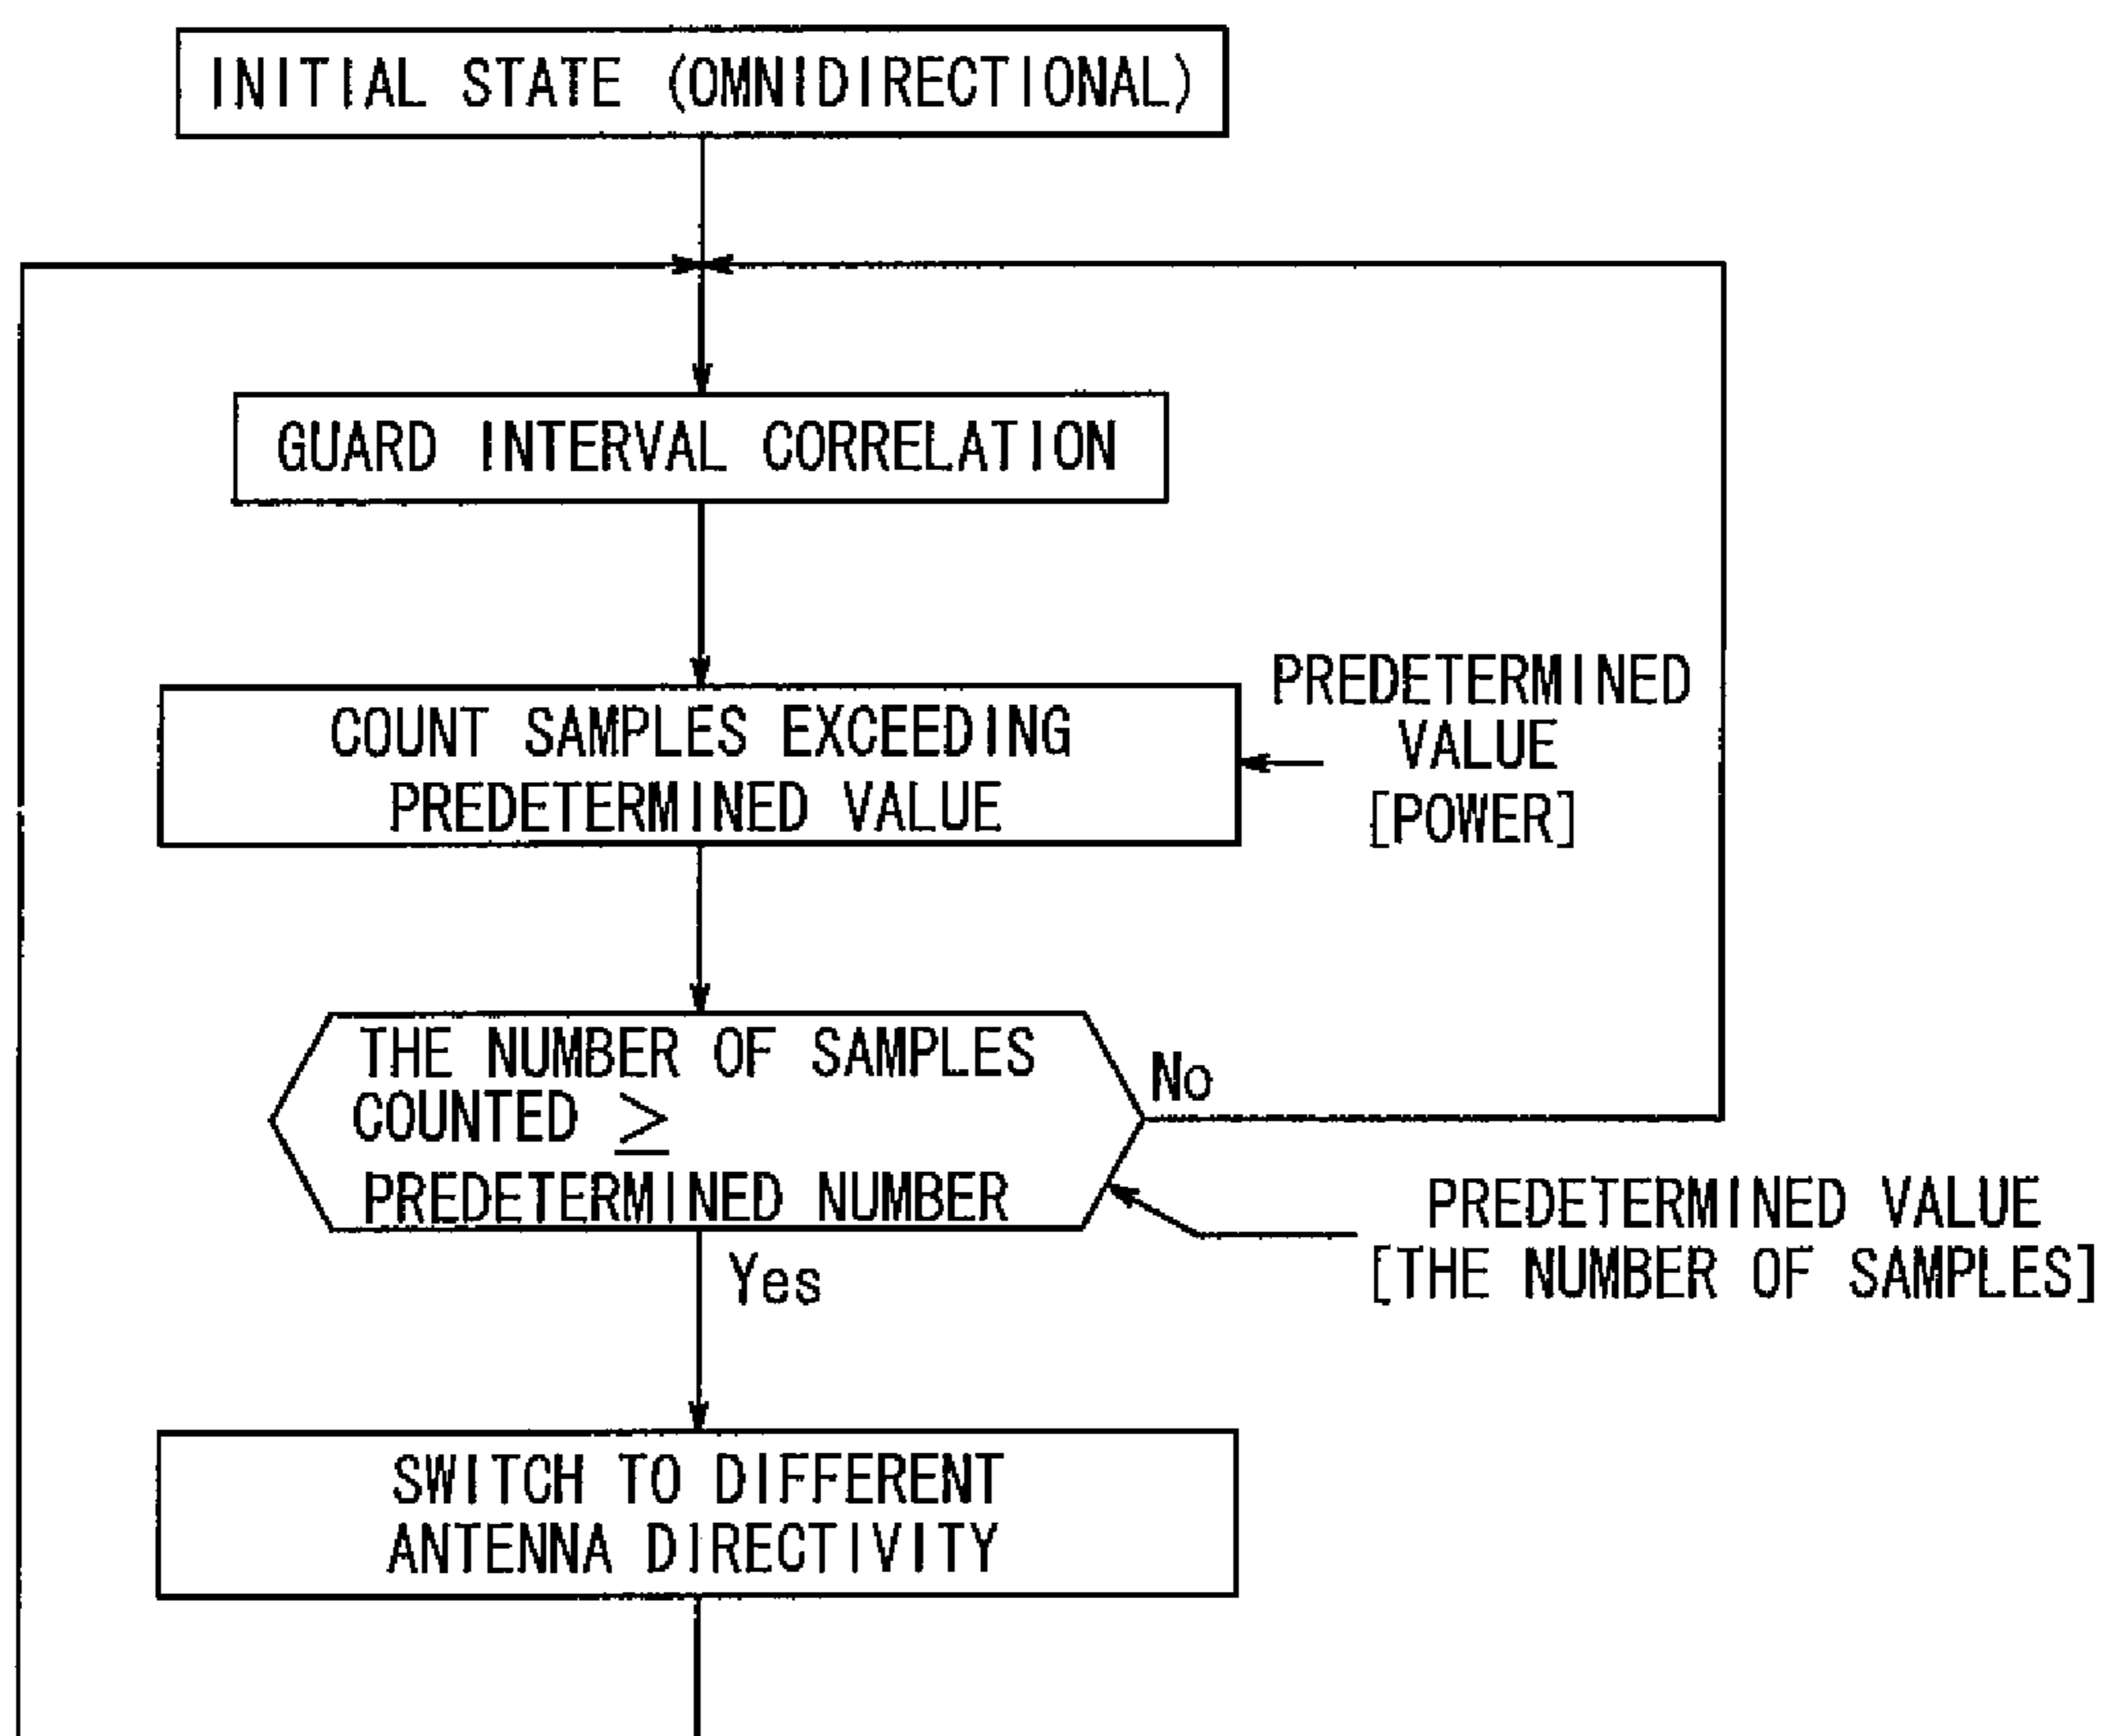 INITIAL STATE (OMNIDIRECTIONAL)
GUARD INTERVAL CORRELATION
COUNT SAMPLES EXCEEDING
PREDETERMINED VALUE
PREDETERMINED
VALUE
[POWER]
THE NUMBER OF SAMPLES
COUNTED ≥
PREDETERMINED NUMBER
No
PREDETERMINED VALUE
[THE NUMBER OF SAMPLES]
Yes
SWITCH TO DIFFERENT
ANTENNA DIRECTIVITY